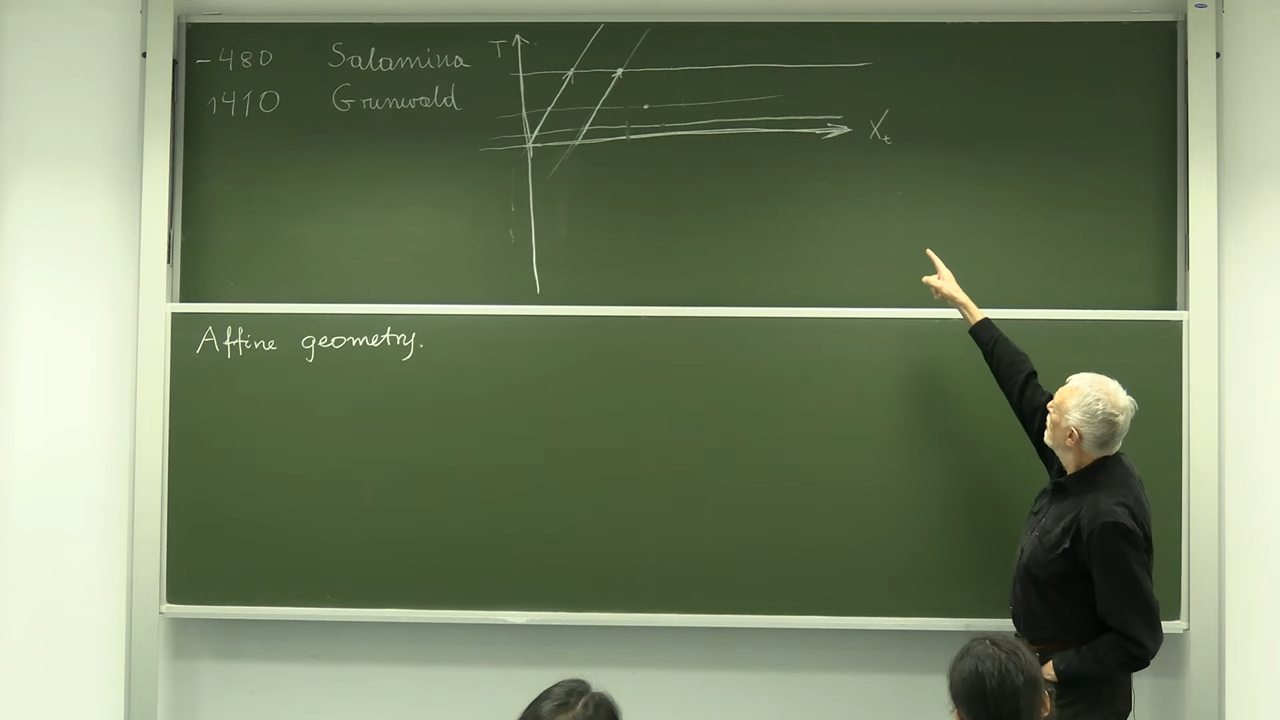 -480 Salamina
1410 Grunwald
T
X_t
Affine geometry.